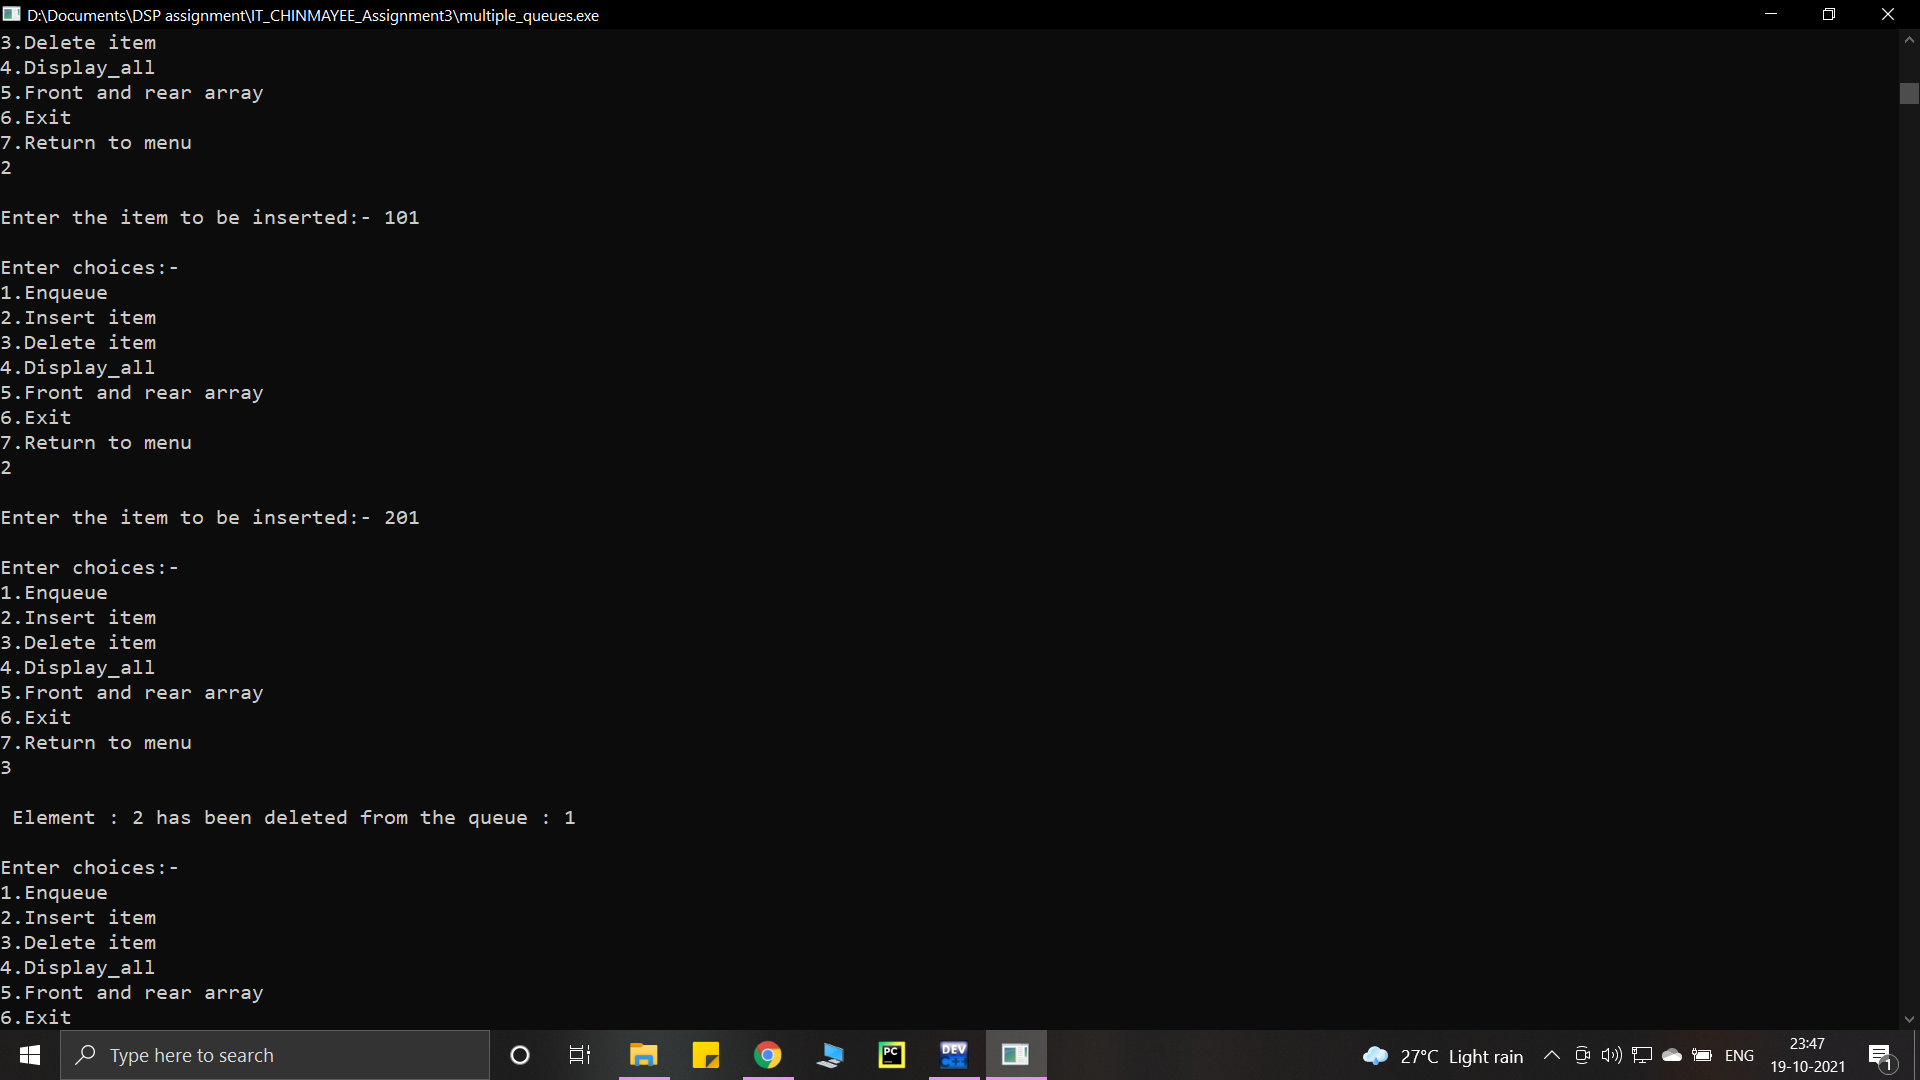 D:\Documents\DSP assignment\IT_CHINMAYEE_Assignment3\multiple_queues.exe
3.Delete item
4.Display_all
5.Front and rear array
6.Exit
7.Return to menu
2
Enter the item to be inserted:- 101
Enter choices:-
1.Enqueue
2.Insert item
3.Delete item
4.Display_all
5.Front and rear array
6.Exit
7.Return to menu
2
Enter the item to be inserted:- 201
Enter choices:-
1.Enqueue
2.Insert item
3.Delete item
4.Display_all
5.Front and rear array
6.Exit
7.Return to menu
3
Element : 2 has been deleted from the queue : 1
Enter choices:-
1.Enqueue
2.Insert item
3.Delete item
4.Display_all
5.Front and rear array
6.Exit
Type here to search
PC
DEV
C++
27°C Light rain
ENG
23:47
19-10-2021
1